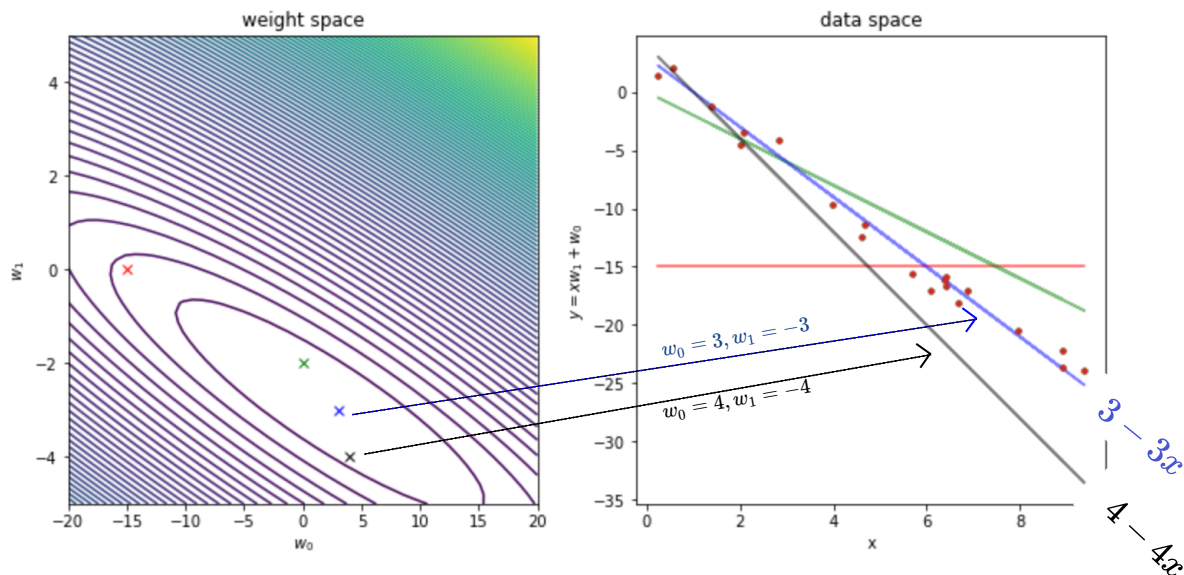 weight space
data space
4
2
0
−2
−4
w₁
−20
−15
−10
−5
0
5
10
15
20
w₀
0
−5
−10
−15
−20
−25
−30
−35
y = xw₁ + w₀
0
2
4
6
8
x
w₀ = 3, w₁ = −3
w₀ = 4, w₁ = −4
3 − 3x
4 − 4x